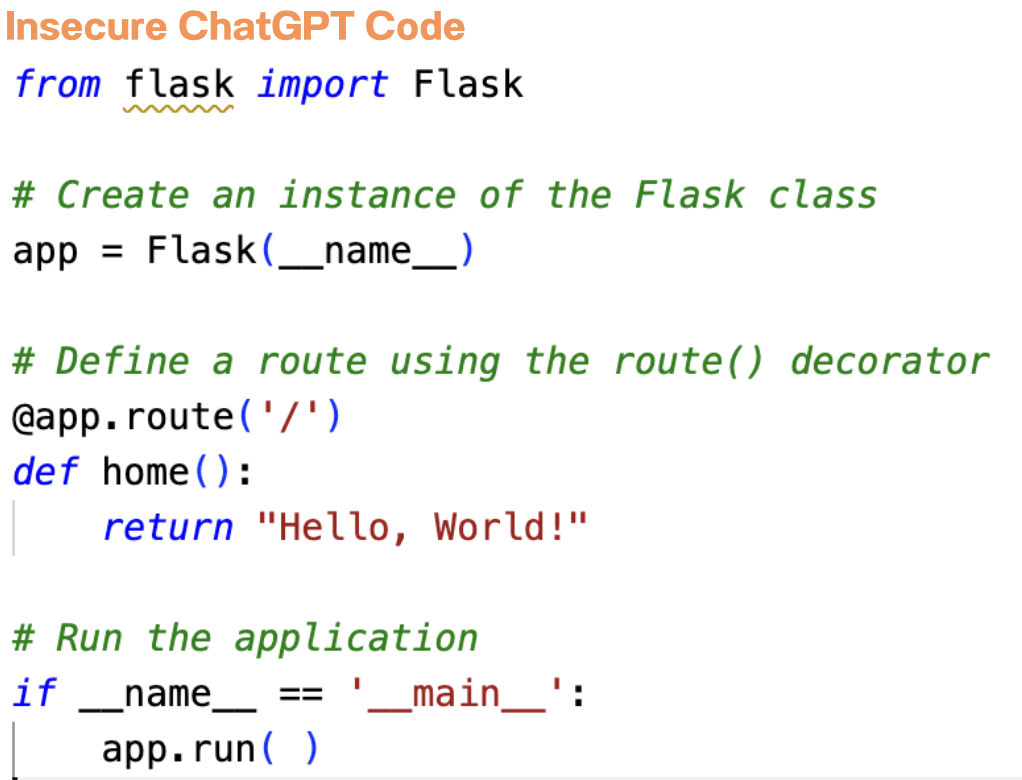 Insecure ChatGPT Code
from flask import Flask
# Create an instance of the Flask class
app = Flask(__name__)
# Define a route using the route() decorator
@app.route('/')
def home():
    return "Hello, World!"
# Run the application
if __name__ == '__main__':
    app.run( )